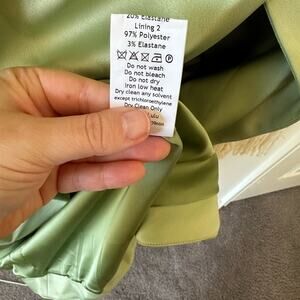 20% Elastane
Lining 2
97% Polyester
3% Elastane
Do not wash
Do not bleach
Do not dry
Iron low heat
Dry clean any solvent
except trichloroethylene
Dry Clean Only
Lulu